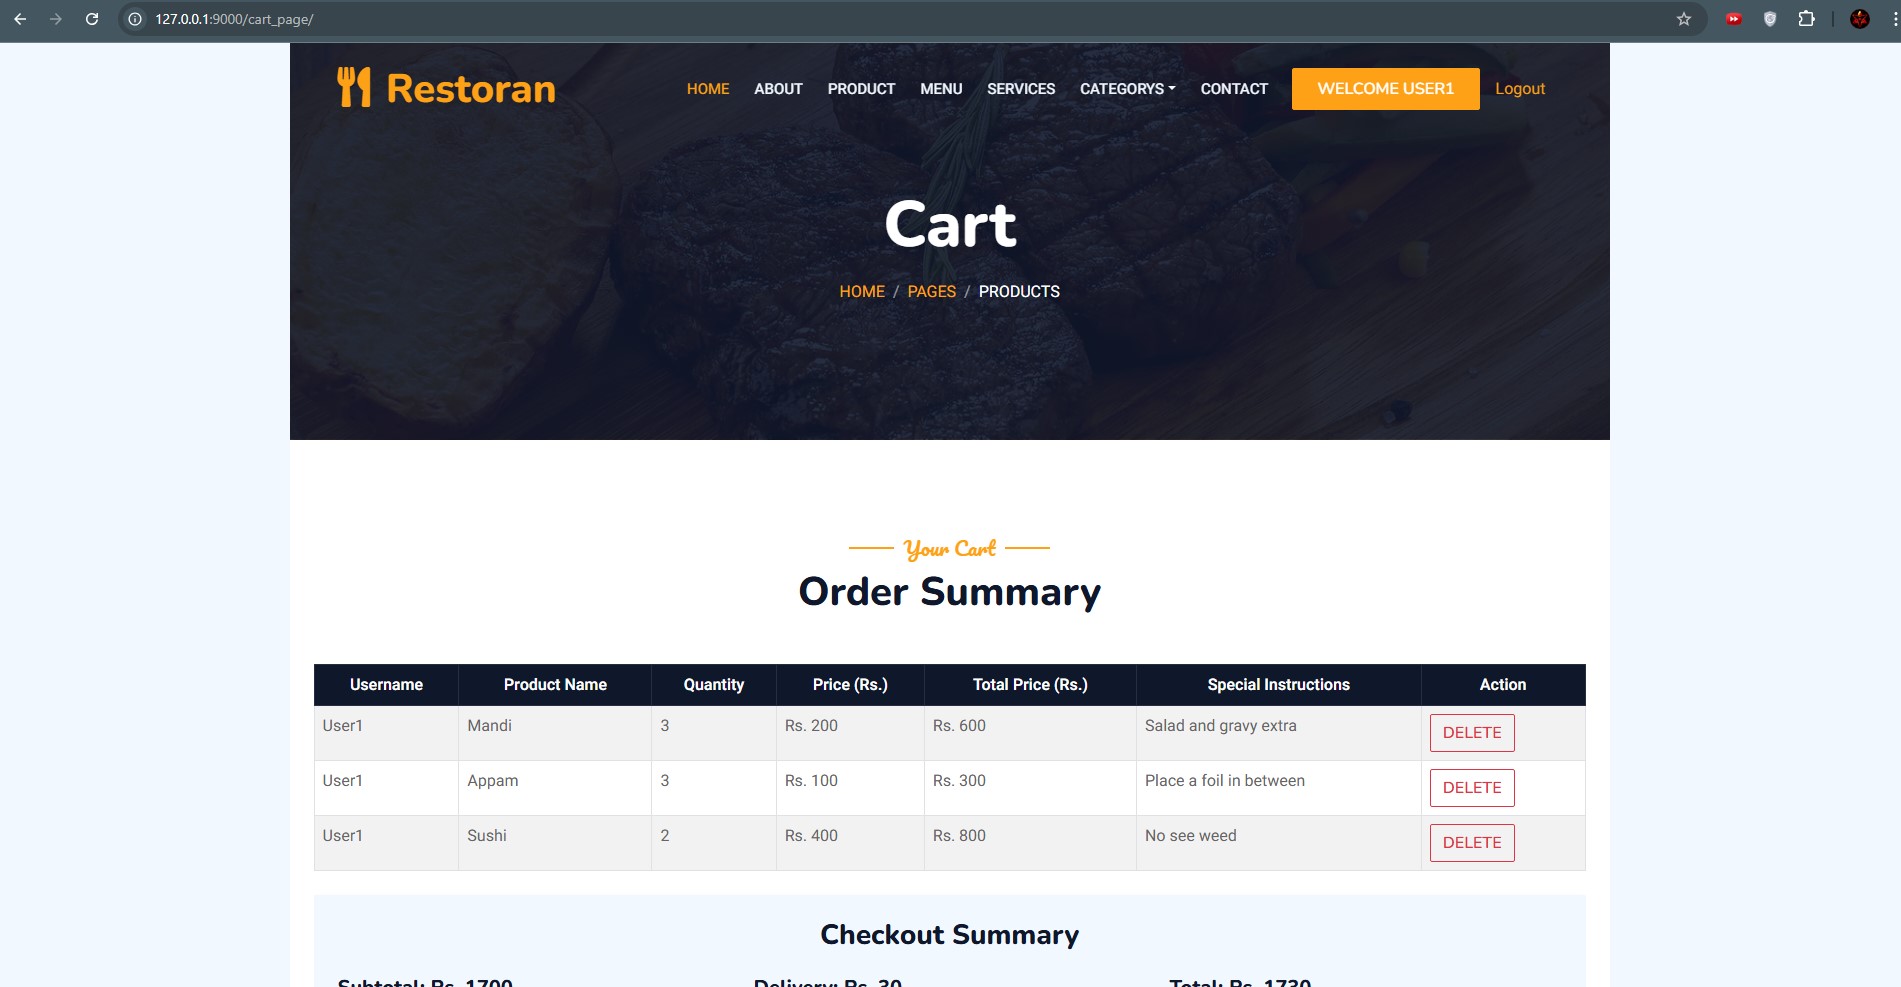 127.0.0.1:9000/cart_page/
Restoran HOME ABOUT PRODUCT MENU SERVICES CATEGORYS CONTACT WELCOME USER1 Logout
Cart
HOME / PAGES / PRODUCTS
Your Cart
Order Summary
Username Product Name Quantity Price (Rs.) Total Price (Rs.) Special Instructions Action
User1 Mandi 3 Rs. 200 Rs. 600 Salad and gravy extra DELETE
User1 Appam 3 Rs. 100 Rs. 300 Place a foil in between DELETE
User1 Sushi 2 Rs. 400 Rs. 800 No see weed DELETE
Checkout Summary
Subtotal: Rs. 1700 Delivery: Rs. 30 Total: Rs. 1730